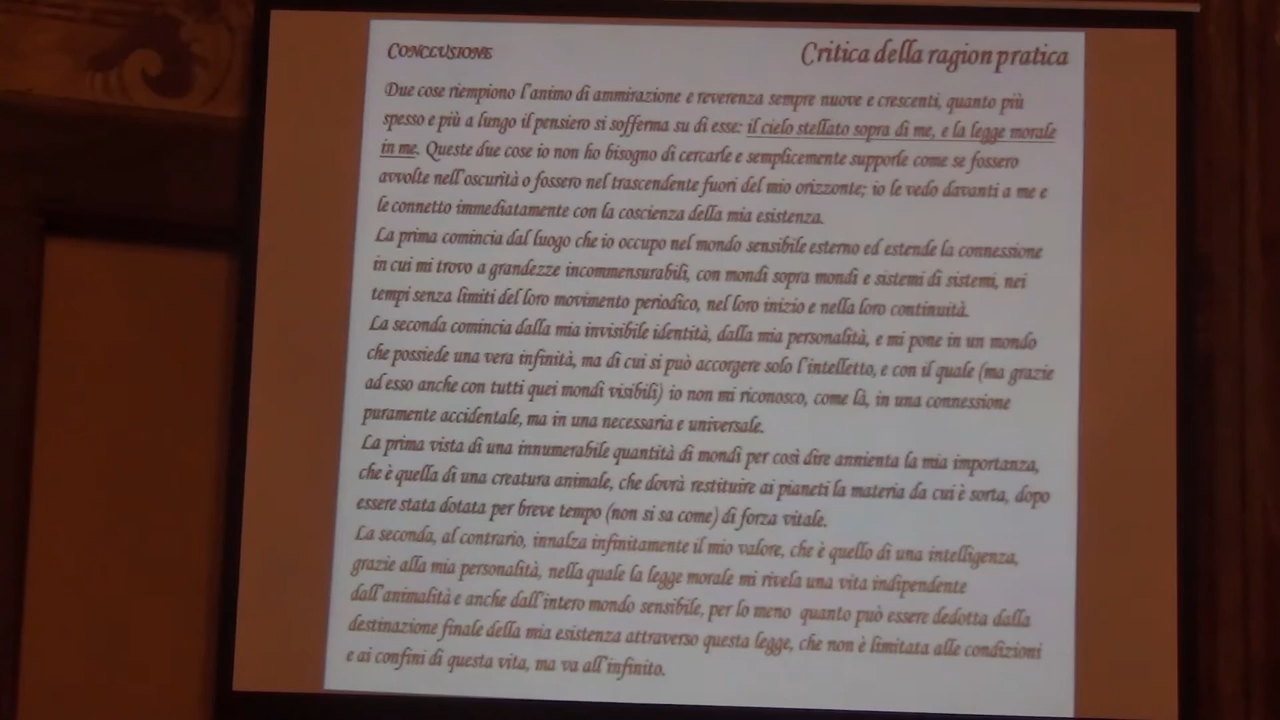 CONCLUSIONE
Critica della ragion pratica
Due cose riempiono l'animo di ammirazione e reverenza sempre nuove e crescenti, quanto più
spesso e più a lungo il pensiero si sofferma su di esse: il cielo stellato sopra di me, e la legge morale
in me. Queste due cose io non ho bisogno di cercarle e semplicemente supporle come se fossero
avvolte nell'oscurità o fossero nel trascendente fuori del mio orizzonte; io le vedo davanti a me e
le connetto immediatamente con la coscienza della mia esistenza.
La prima comincia dal luogo che io occupo nel mondo sensibile esterno ed estende la connessione
in cui mi trovo a grandezze incommensurabili, con mondi sopra mondi e sistemi di sistemi, nei
tempi senza limiti del loro movimento periodico, nel loro inizio e nella loro continuità.
La seconda comincia dalla mia invisibile identità, dalla mia personalità, e mi pone in un mondo
che possiede una vera infinità, ma di cui si può accorgere solo l'intelletto, e con il quale (ma grazie
ad esso anche con tutti quei mondi visibili) io non mi riconosco, come là, in una connessione
puramente accidentale, ma in una necessaria e universale.
La prima vista di una innumerabile quantità di mondi per così dire annienta la mia importanza,
che è quella di una creatura animale, che dovrà restituire ai pianeti la materia da cui è sorta, dopo
essere stata dotata per breve tempo (non si sa come) di forza vitale.
La seconda, al contrario, innalza infinitamente il mio valore, che è quello di una intelligenza,
grazie alla mia personalità, nella quale la legge morale mi rivela una vita indipendente
dall'animalità e anche dall'intero mondo sensibile, per lo meno quanto può essere dedotta dalla
destinazione finale della mia esistenza attraverso questa legge, che non è limitata alle condizioni
e ai confini di questa vita, ma va all'infinito.